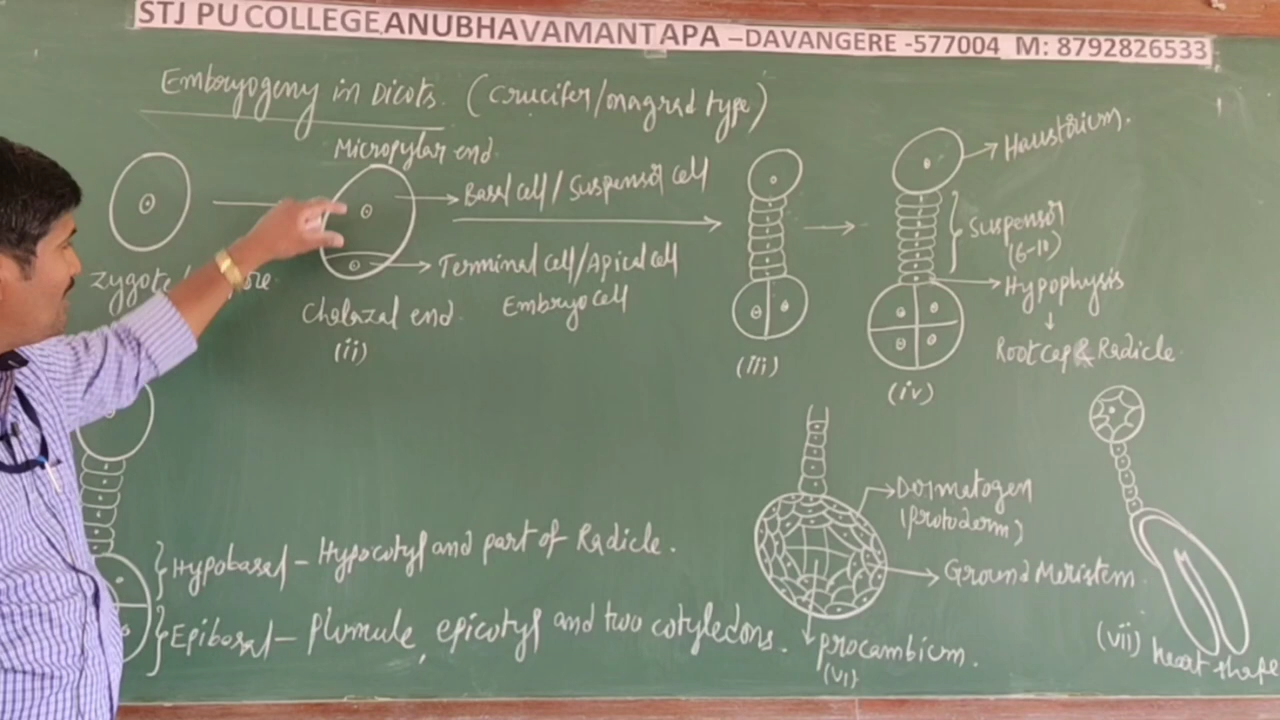 STJ PU COLLEGE ANUBHAVAMANTAPA –DAVANGERE -577004 M: 8792826533
Embryogeny in Dicots. (Crucifer/onagrad type)
Micropylar end
Basal cell/Suspensor cell
Terminal cell/Apical cell
Embryo cell
Chalazal end.
(ii)
(iii)
Haustorium.
Suspensor
(6-10)
Hypophysis
Root cap & Radicle.
(iv)
Hypobasal – Hypocotyl and part of Radicle.
Epibasal – Plumule, epicotyl and two cotyledons.
Dermatogen
(protoderm)
Ground Meristem
procambium.
(vi)
(vii) heart shape